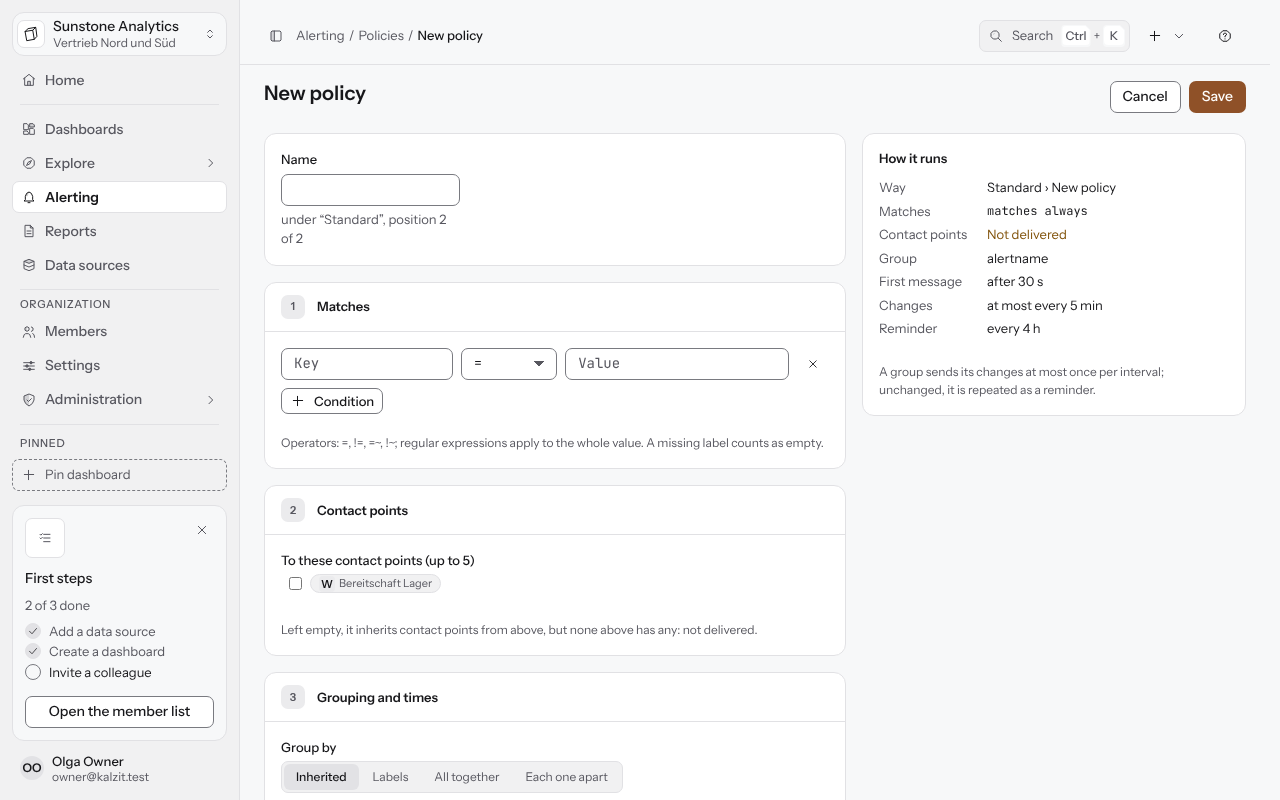 Sunstone Analytics
Vertrieb Nord und Süd
Home
Dashboards
Explore
Alerting
Reports
Data sources
ORGANIZATION
Members
Settings
Administration
PINNED
Pin dashboard
First steps
2 of 3 done
Add a data source
Create a dashboard
Invite a colleague
Open the member list
OO
Olga Owner
owner@kalzit.test
Alerting / Policies / New policy
Search Ctrl + K
New policy
Cancel
Save
Name
under “Standard”, position 2
of 2
1 Matches
Key
=
Value
Condition
Operators: =, !=, =~, !~; regular expressions apply to the whole value. A missing label counts as empty.
2 Contact points
To these contact points (up to 5)
W Bereitschaft Lager
Left empty, it inherits contact points from above, but none above has any: not delivered.
3 Grouping and times
Group by
Inherited Labels All together Each one apart
How it runs
Way Standard › New policy
Matches matches always
Contact points Not delivered
Group alertname
First message after 30 s
Changes at most every 5 min
Reminder every 4 h
A group sends its changes at most once per interval;
unchanged, it is repeated as a reminder.